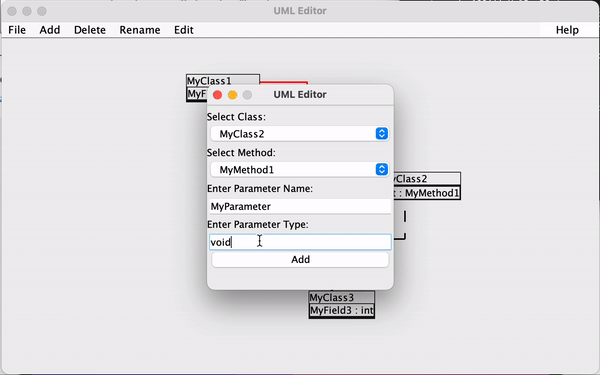 UML Editor
File Add Delete Rename Edit Help
MyClass1
MyF
UML Editor
Select Class:
MyClass2
Select Method:
MyMethod1
Enter Parameter Name:
MyParameter
Enter Parameter Type:
void
Add
yClass2
t : MyMethod1
MyClass3
MyField3 : int